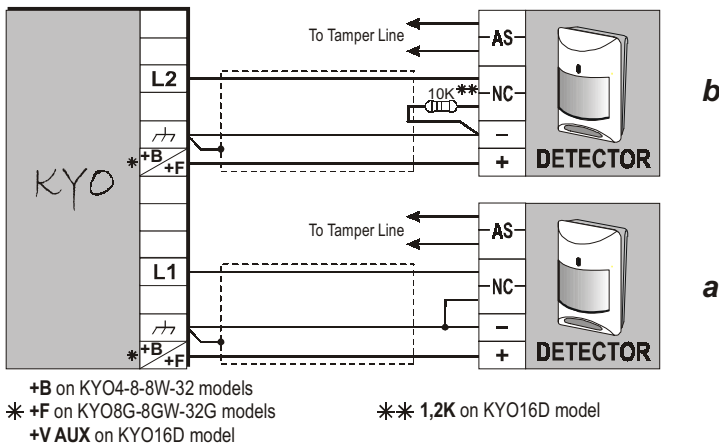 To Tamper Line
AS
L2
10K ** NC
b
* +B +F
– 
+
DETECTOR
KYO
To Tamper Line
AS
L1
NC
a
–
* +B +F
+
DETECTOR
+B on KYO4-8-8W-32 models
* +F on KYO8G-8GW-32G models
** 1,2K on KYO16D model
+V AUX on KYO16D model